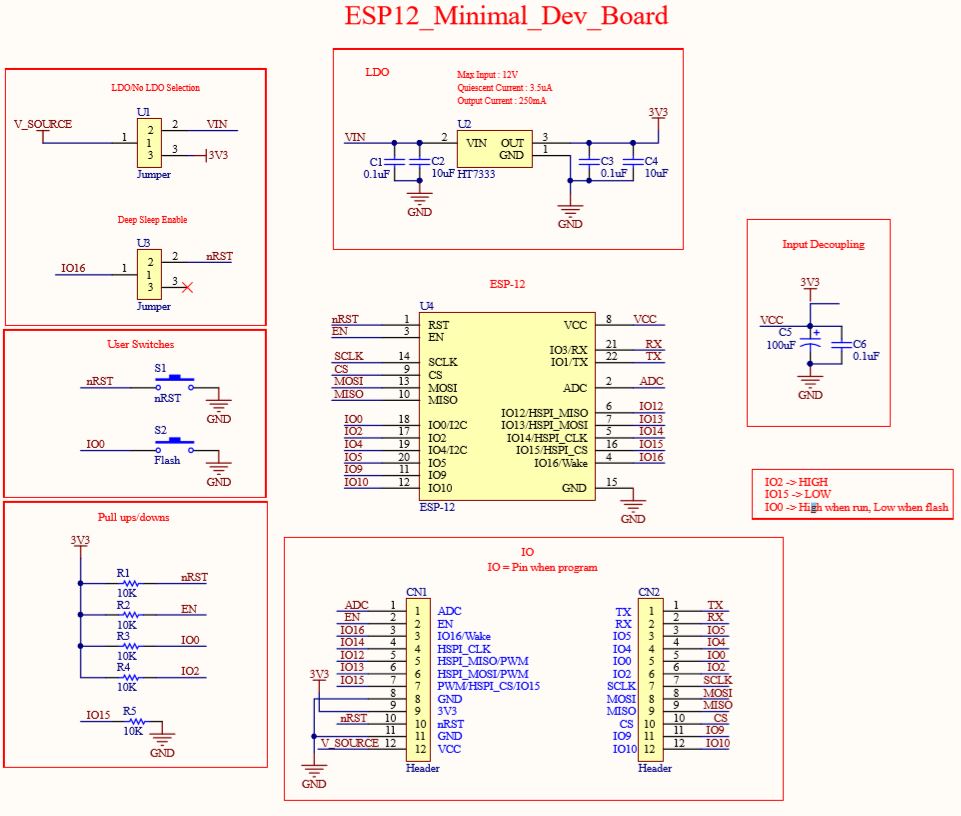 ESP12_Minimal_Dev_Board
LDO/No LDO Selection
U1
V_SOURCE 1 2 1 3 2 VIN
3 3V3
Jumper
Deep Sleep Enable
U3
IO16 1 2 1 3 2 nRST
3
Jumper
LDO
Max Input : 12V
Quiescent Current : 3.5uA
Output Current : 250mA
3V3
U2
VIN 2 VIN OUT 3
GND 1
C1 0.1uF
C2 10uF
HT7333
C3 0.1uF
C4 10uF
GND
GND
Input Decoupling
3V3
VCC
C5 100uF
+
C6 0.1uF
GND
User Switches
S1
nRST
nRST
GND
S2
IO0
Flash
GND
ESP-12
U4
nRST 1 RST
EN 3 EN
SCLK 14 SCLK
CS 9 CS
MOSI 13 MOSI
MISO 10 MISO
IO0 18 IO0/I2C
IO2 17 IO2
IO4 19 IO4/I2C
IO5 20 IO5
IO9 11 IO9
IO10 12 IO10
VCC 8 VCC
IO3/RX 21 RX
IO1/TX 22 TX
ADC 2 ADC
IO12/HSPI_MISO 6 IO12
IO13/HSPI_MOSI 7 IO13
IO14/HSPI_CLK 5 IO14
IO15/HSPI_CS 16 IO15
IO16/Wake 4 IO16
GND 15
GND
ESP-12
IO2 -> HIGH
IO15 -> LOW
IO0 -> High when run, Low when flash
Pull ups/downs
3V3
R1 nRST
10K
R2 EN
10K
R3 IO0
10K
R4 IO2
10K
IO15 R5
10K
GND
IO
IO = Pin when program
CN1
ADC 1 1 ADC
EN 2 2 EN
IO16 3 3 IO16/Wake
IO14 4 4 HSPI_CLK
IO12 5 5 HSPI_MISO/PWM
IO13 6 6 HSPI_MOSI/PWM
IO15 7 7 PWM/HSPI_CS/IO15
8 8 GND
3V3 9 9 3V3
nRST 10 10 nRST
11 11 GND
V_SOURCE 12 12 VCC
Header
GND
CN2
TX 1 1 TX
RX 2 2 RX
IO5 3 3 IO5
IO4 4 4 IO4
IO0 5 5 IO0
IO2 6 6 IO2
SCLK 7 7 SCLK
MOSI 8 8 MOSI
MISO 9 9 MISO
CS 10 10 CS
IO9 11 11 IO9
IO10 12 12 IO10
Header